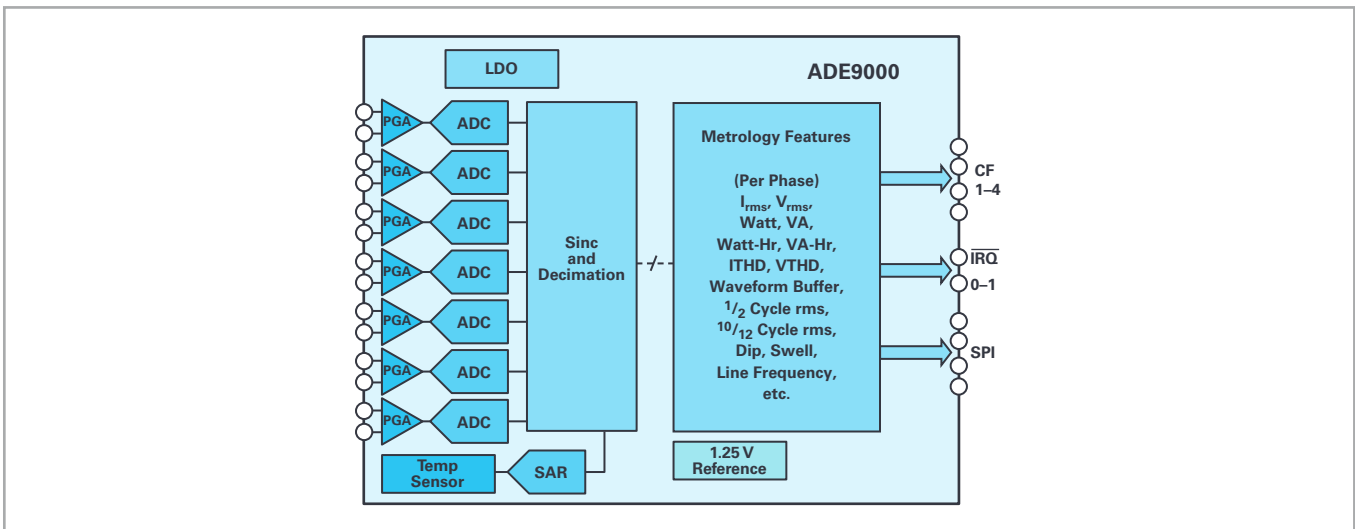 LDO
ADE9000
PGA
ADC
PGA
ADC
PGA
ADC
PGA
ADC
PGA
ADC
PGA
ADC
PGA
ADC
Sinc
and
Decimation
Temp
Sensor
SAR
Metrology Features
(Per Phase)
Irms, Vrms,
Watt, VA,
Watt-Hr, VA-Hr,
ITHD, VTHD,
Waveform Buffer,
1/2 Cycle rms,
10/12 Cycle rms,
Dip, Swell,
Line Frequency,
etc.
1.25 V
Reference
CF
1–4
I̅R̅Q̅
0–1
SPI